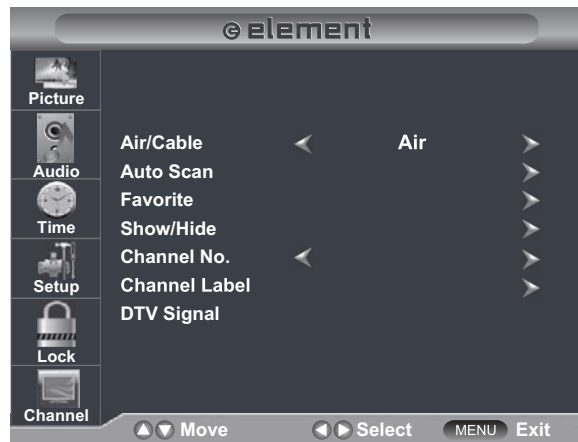 element
Picture
Audio
Time
Setup
Lock
Channel
Air/Cable Air
Auto Scan
Favorite
Show/Hide
Channel No.
Channel Label
DTV Signal
Move Select MENU Exit